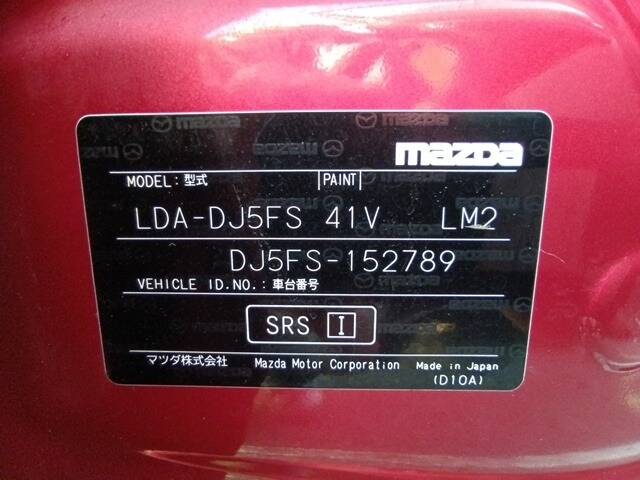 mazda
MODEL:型式 PAINT
LDA-DJ5FS 41V LM2
DJ5FS-152789
VEHICLE ID.NO.:車台番号
SRS I
マツダ株式会社 Mazda Motor Corporation Made in Japan
(D10A)